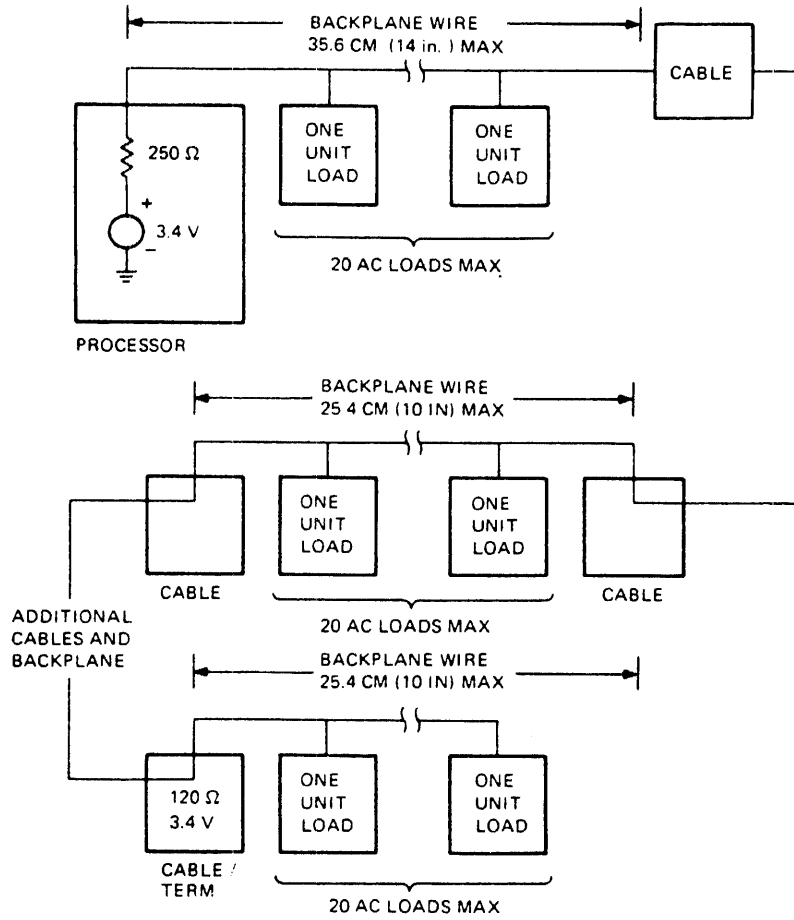 BACKPLANE WIRE
35.6 CM (14 in.) MAX
CABLE
250 Ω
+
3.4 V
−
ONE
UNIT
LOAD
ONE
UNIT
LOAD
20 AC LOADS MAX
PROCESSOR
BACKPLANE WIRE
25 4 CM (10 IN) MAX
ONE
UNIT
LOAD
ONE
UNIT
LOAD
CABLE
CABLE
20 AC LOADS MAX
ADDITIONAL
CABLES AND
BACKPLANE
BACKPLANE WIRE
25.4 CM (10 IN) MAX
120 Ω
3.4 V
ONE
UNIT
LOAD
ONE
UNIT
LOAD
CABLE /
TERM
20 AC LOADS MAX